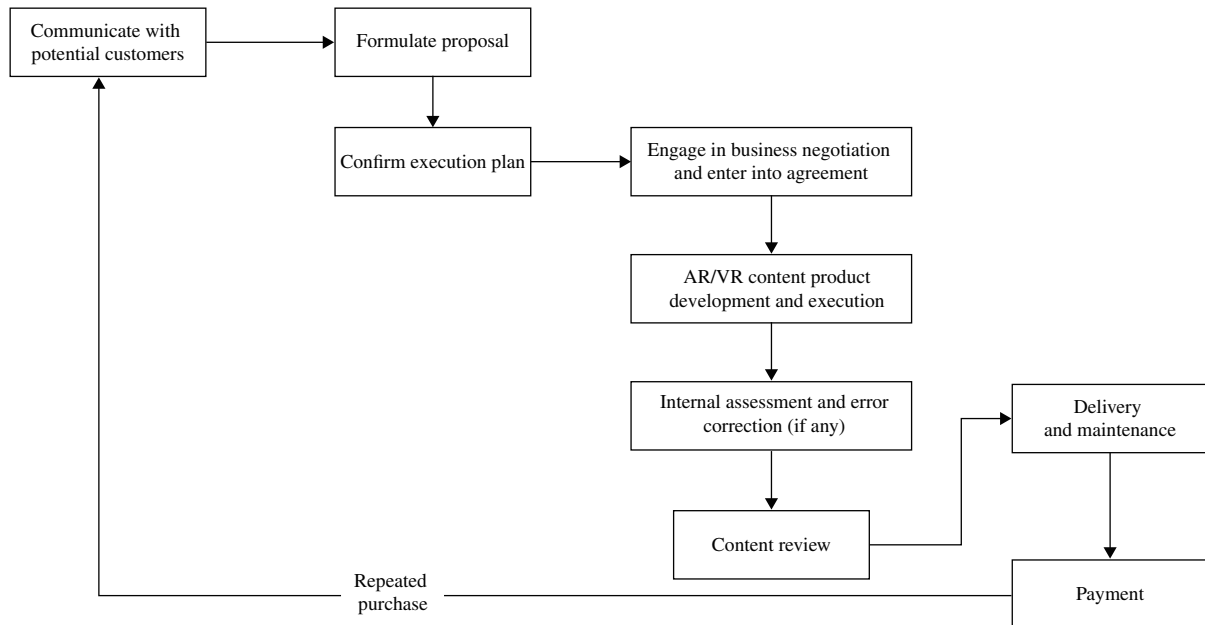 Communicate with
potential customers
Formulate proposal
Confirm execution plan
Engage in business negotiation
and enter into agreement
AR/VR content product
development and execution
Internal assessment and error
correction (if any)
Content review
Delivery
and maintenance
Payment
Repeated
purchase